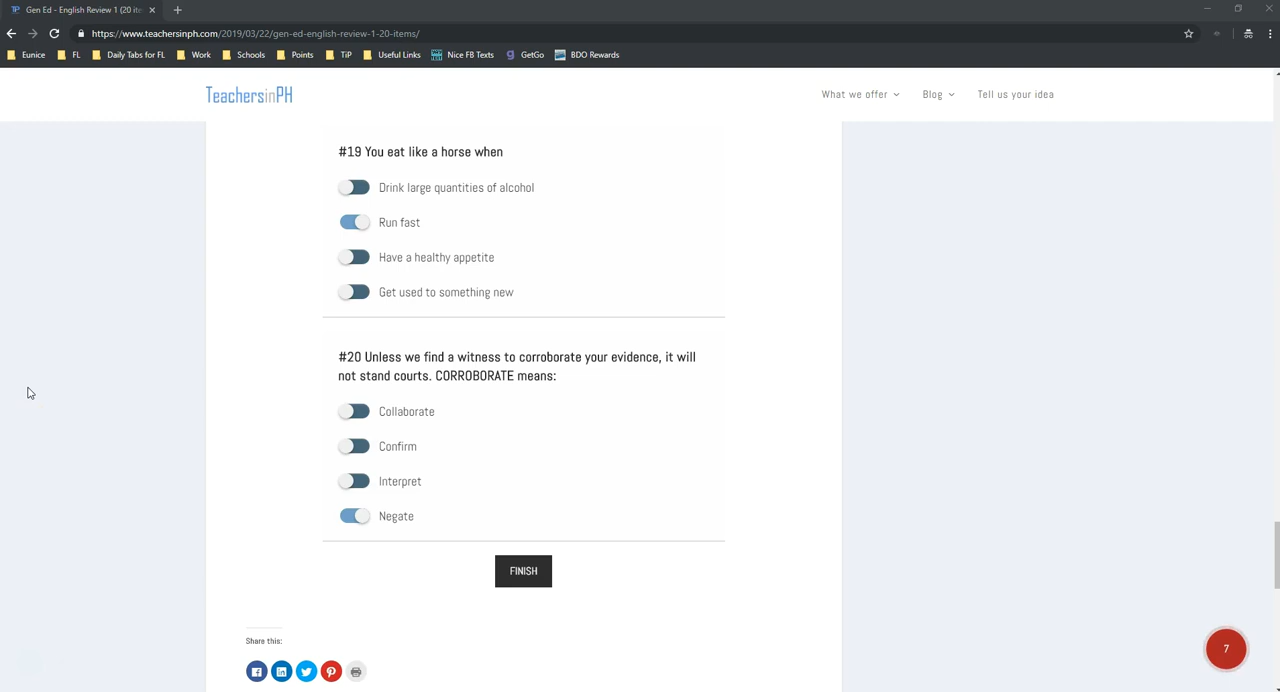 Gen Ed - English Review 1 (20 ite
https://www.teachersinph.com/2019/03/22/gen-ed-english-review-1-20-items/
Eunice FL Daily Tabs for FL Work Schools Points TiP Useful Links Nice FB Texts GetGo BDO Rewards
TeachersinPH What we offer Blog Tell us your idea
#19 You eat like a horse when
Drink large quantities of alcohol
Run fast
Have a healthy appetite
Get used to something new
#20 Unless we find a witness to corroborate your evidence, it will
not stand courts. CORROBORATE means:
Collaborate
Confirm
Interpret
Negate
FINISH
Share this:
7